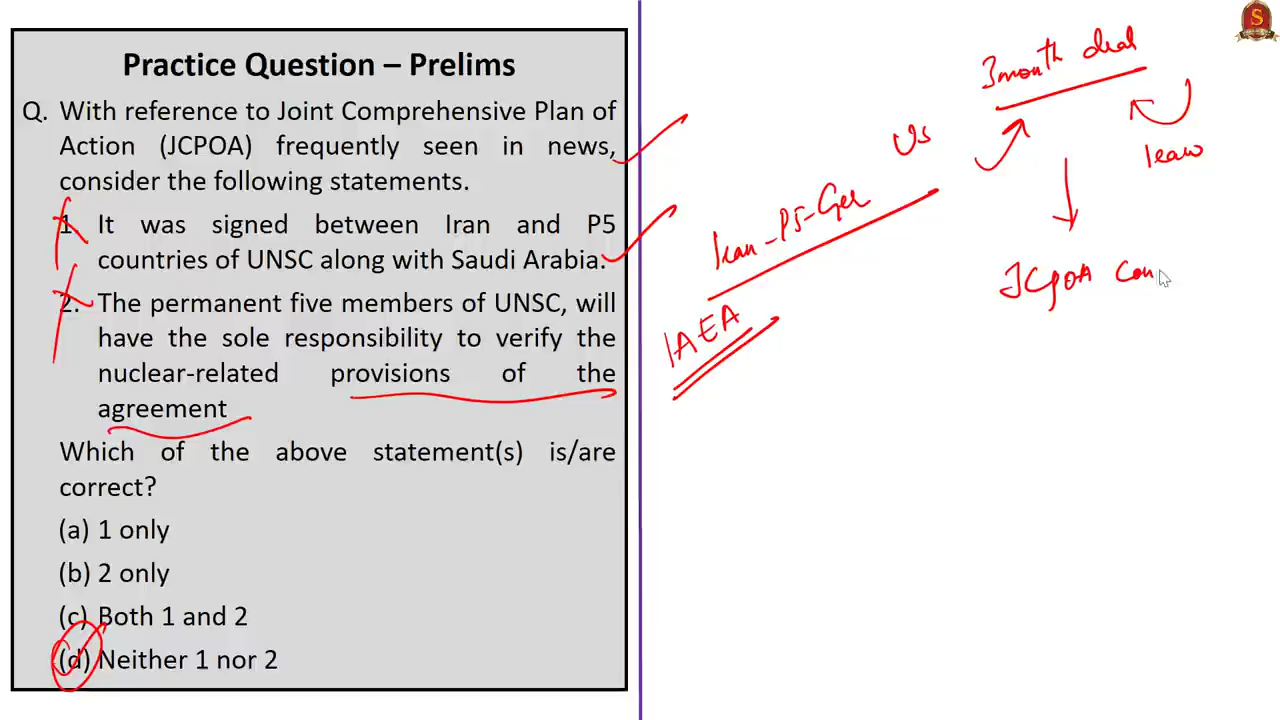 Practice Question – Prelims
Q. With reference to Joint Comprehensive Plan of
Action (JCPOA) frequently seen in news,
consider the following statements.
1. It was signed between Iran and P5
countries of UNSC along with Saudi Arabia.
2. The permanent five members of UNSC, will
have the sole responsibility to verify the
nuclear-related provisions of the
agreement
Which of the above statement(s) is/are
correct?
(a) 1 only
(b) 2 only
(c) Both 1 and 2
(d) Neither 1 nor 2
3 month deal
US
Iran
Iran - P5 - Ger
JCPOA Com
IAEA
S